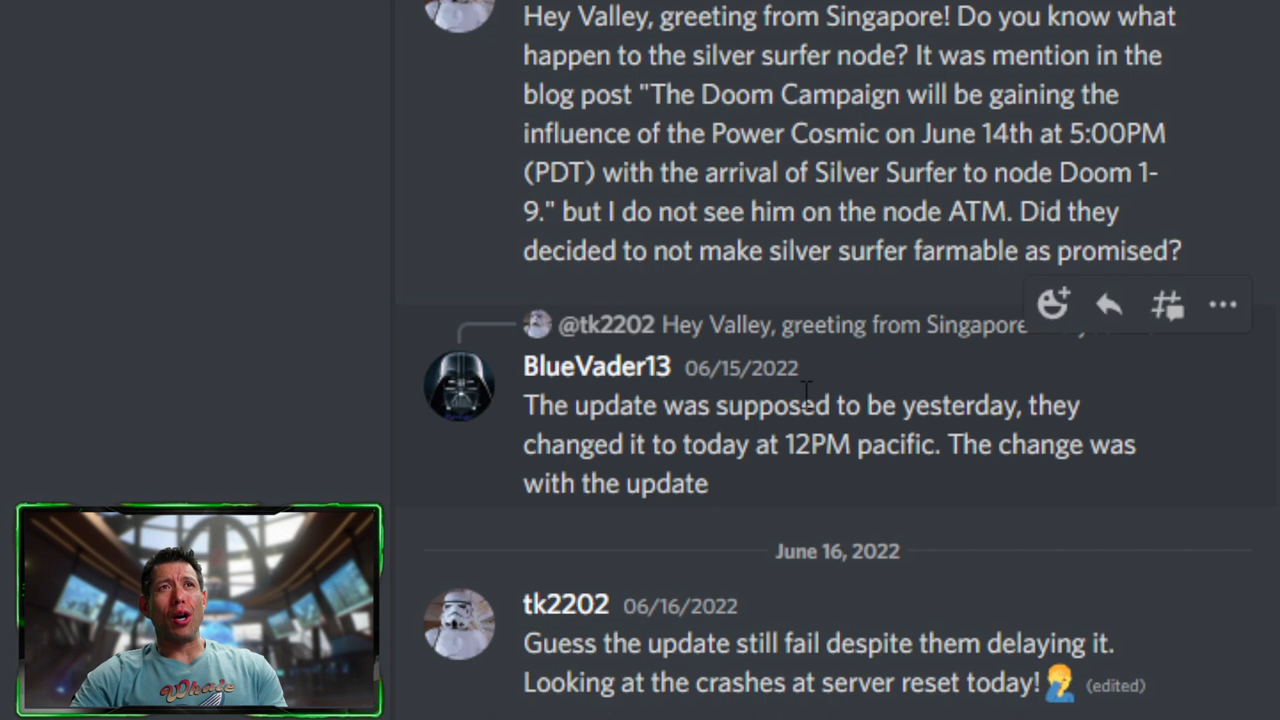 Hey Valley, greeting from Singapore! Do you know what
happen to the silver surfer node? It was mention in the
blog post "The Doom Campaign will be gaining the
influence of the Power Cosmic on June 14th at 5:00PM
(PDT) with the arrival of Silver Surfer to node Doom 1-
9." but I do not see him on the node ATM. Did they
decided to not make silver surfer farmable as promised?
@tk2202 Hey Valley, greeting from Singapore
BlueVader13 06/15/2022
The update was supposed to be yesterday, they
changed it to today at 12PM pacific. The change was
with the update
June 16, 2022
tk2202 06/16/2022
Guess the update still fail despite them delaying it.
Looking at the crashes at server reset today! 🤦 (edited)
Whale